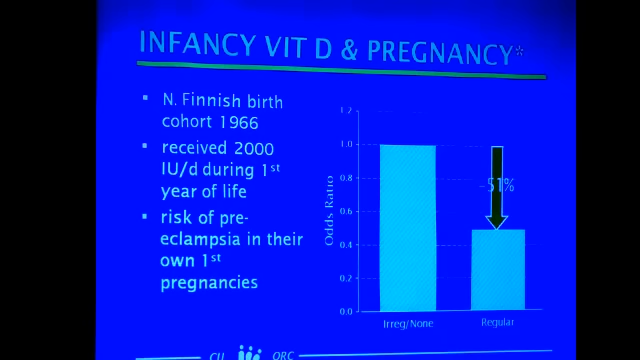 INFANCY VIT D & PREGNANCY*
▪ N. Finnish birth
cohort 1966
▪ received 2000
IU/d during 1st
year of life
▪ risk of pre-
eclampsia in their
own 1st
pregnancies
Odds Ratio
1.2
1.0
0.8
0.6
0.4
0.2
0.0
-51%
Irreg/None
Regular
CU ORC